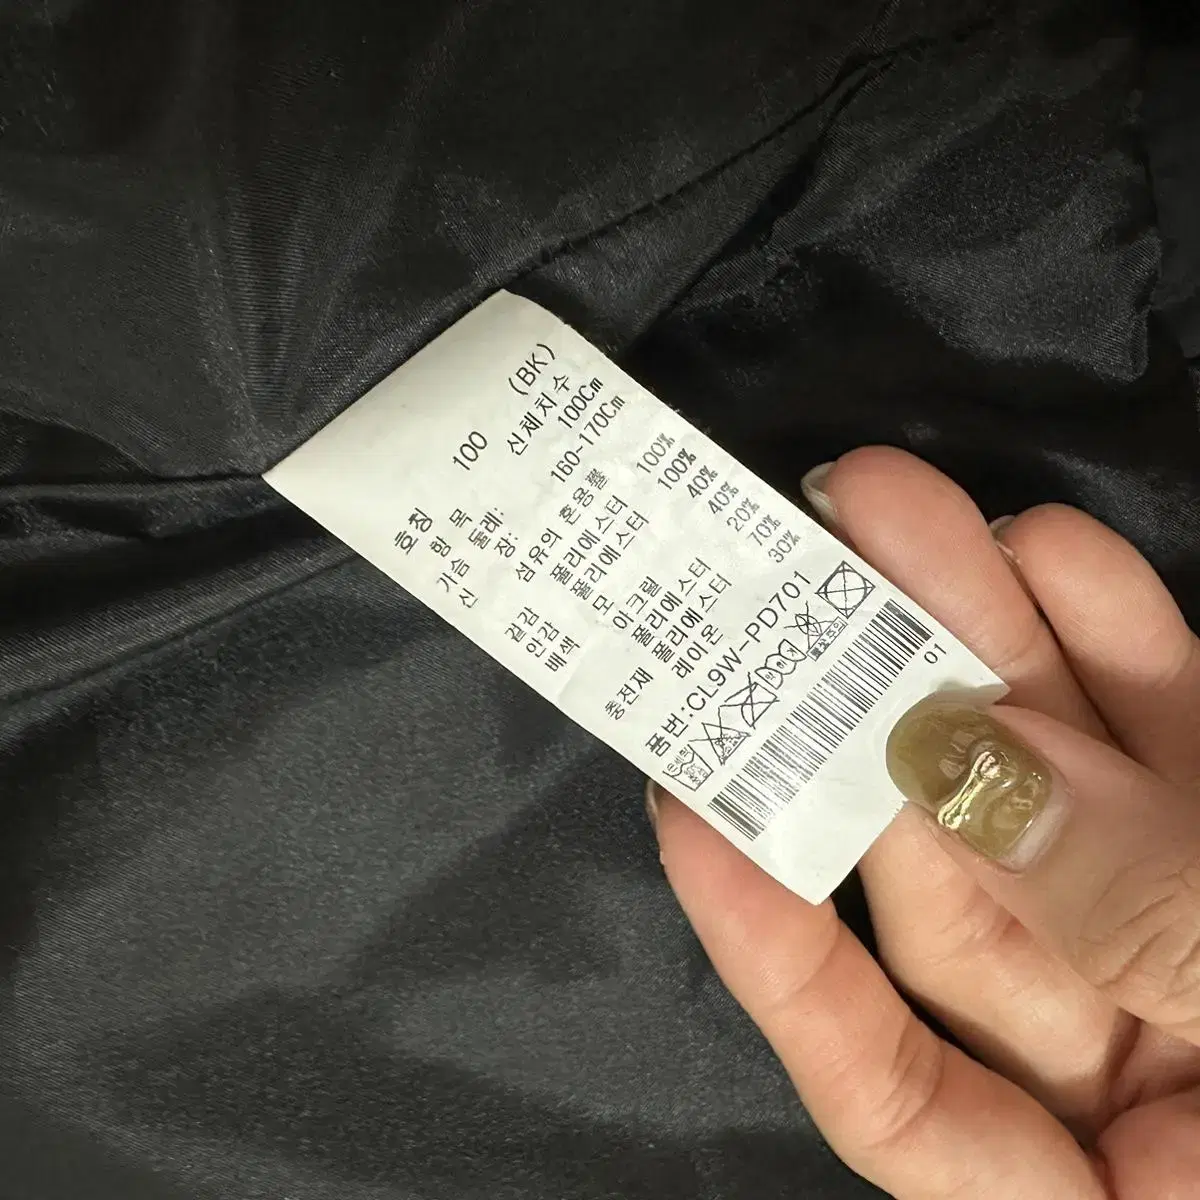 호칭 100 (BK)
항 목 신체치수
가슴 둘레: 100Cm
신 장: 160-170Cm
섬유의 혼용률
겉감 폴리에스터 100%
안감 폴리에스터 100%
배색 모 40%
아크릴 40%
폴리에스터 20%
충전재 폴리에스터 70%
레이온 30%
품번:CL9W-PD701
01